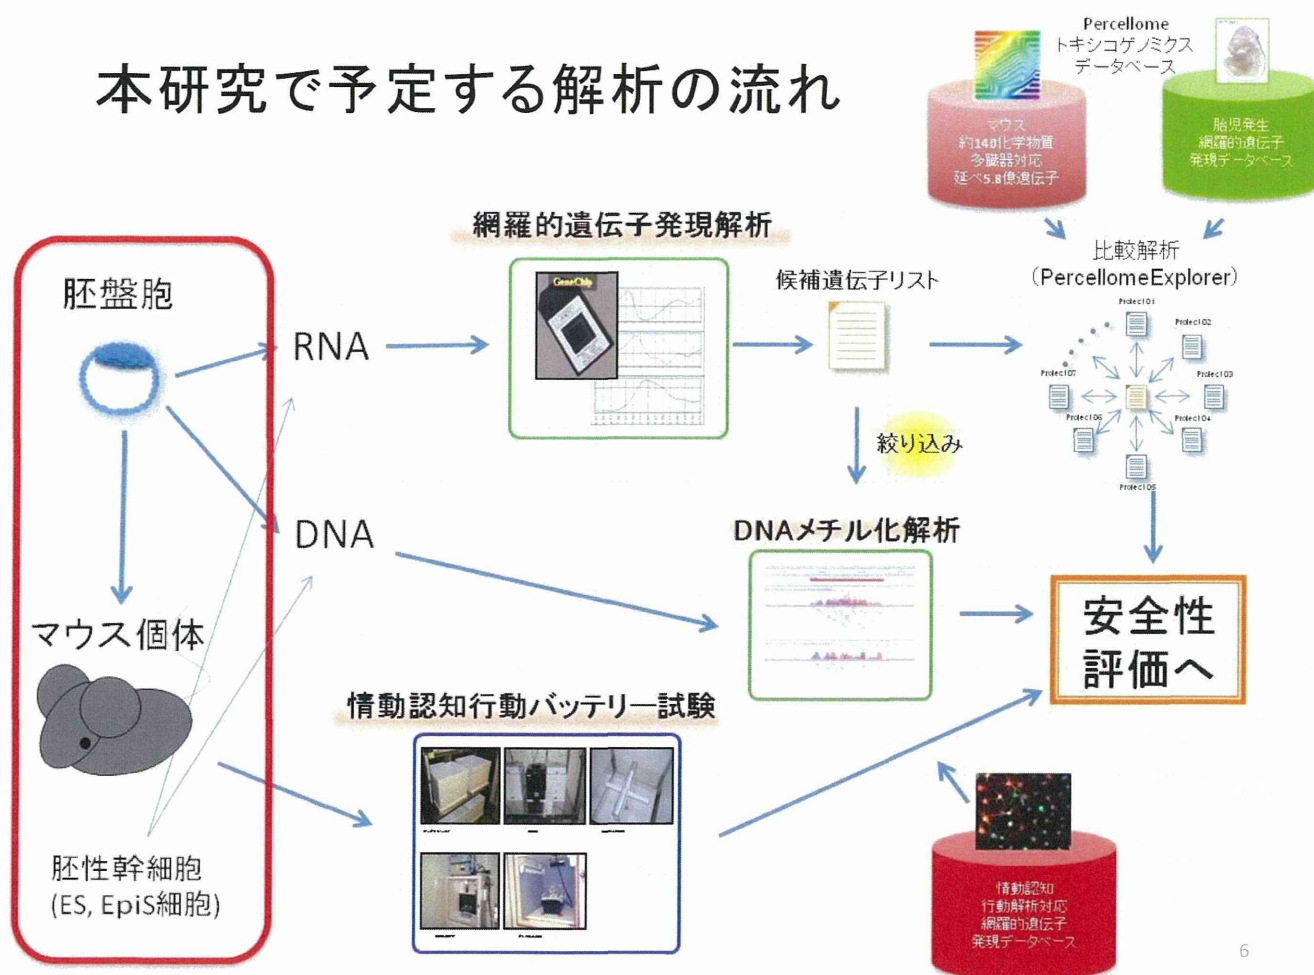 本研究で予定する解析の流れ
Percellome
トキシコゲノミクス
データベース
マウス
約140化学物質
多臓器対応
延べ5.8億遺伝子
胎児発生
網羅的遺伝子
発現データベース
網羅的遺伝子発現解析
GeneChip
候補遺伝子リスト
比較解析
(PercellomeExplorer)
Project01
Project02
Project03
Project04
Project05
Project06
Project07
胚盤胞
RNA
絞り込み
DNA
DNAメチル化解析
マウス個体
安全性
評価へ
情動認知行動バッテリー試験
胚性幹細胞
(ES, EpiS細胞)
情動認知
行動解析対応
網羅的遺伝子
発現データベース
6